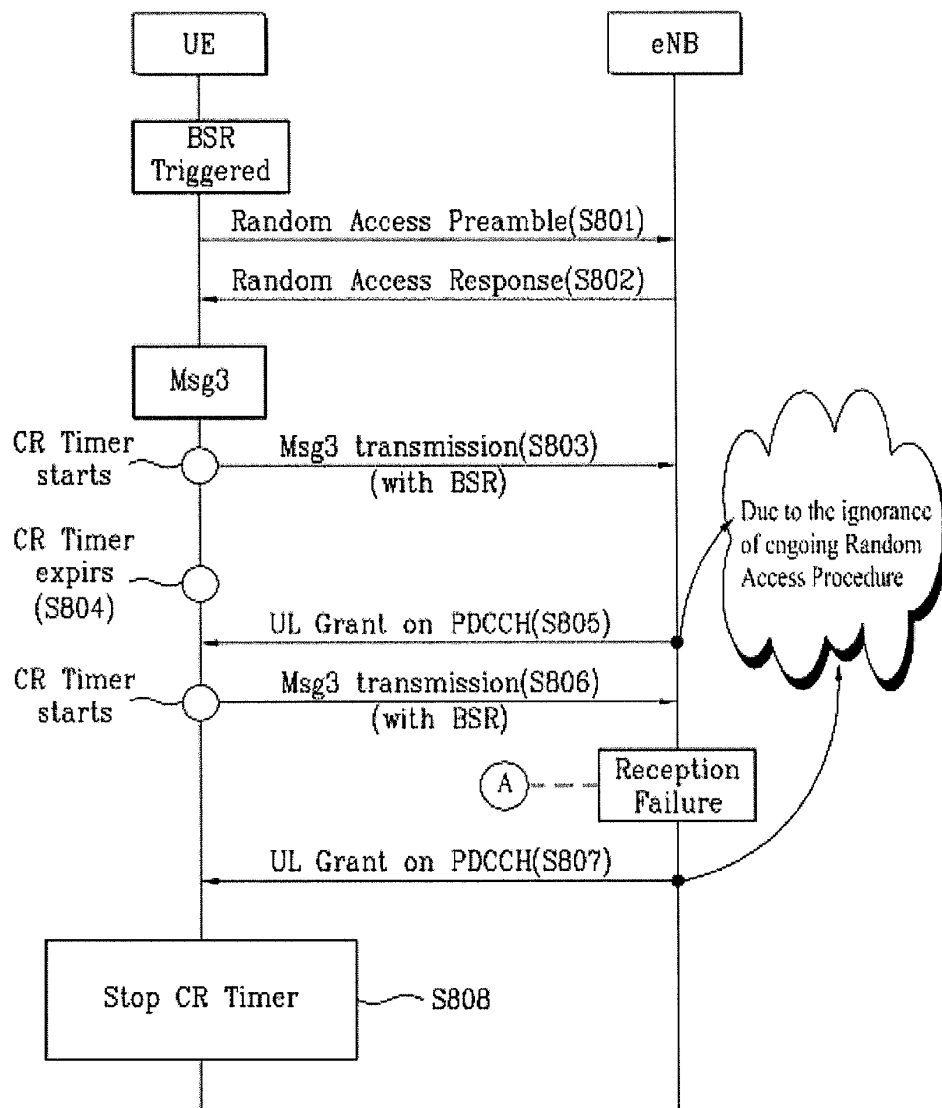 UE
eNB
BSR
Triggered
Random Access Preamble(S801)
Random Access Response(S802)
Msg3
CR Timer
starts
Msg3 transmission(S803)
(with BSR)
Due to the ignorance
of engoing Random
Access Procedure
CR Timer
expirs
(S804)
UL Grant on PDCCH(S805)
CR Timer
starts
Msg3 transmission(S806)
(with BSR)
A
Reception
Failure
UL Grant on PDCCH(S807)
Stop CR Timer
S808